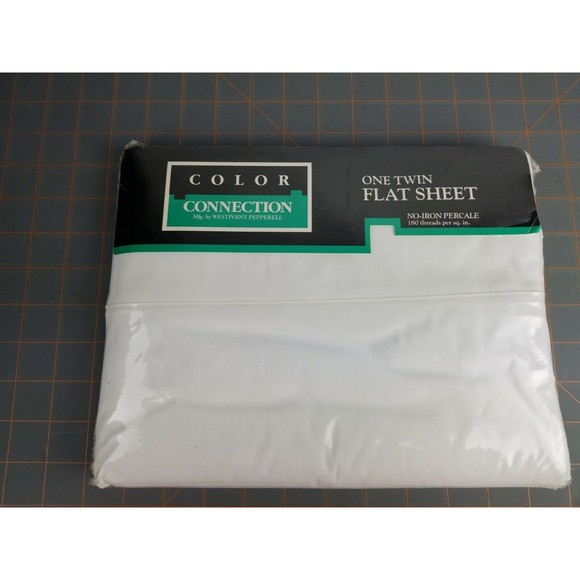 COLOR
CONNECTION
Mfg. by WESTPOINT PEPPERELL
ONE TWIN
FLAT SHEET
NO-IRON PERCALE
180 threads per sq. in.